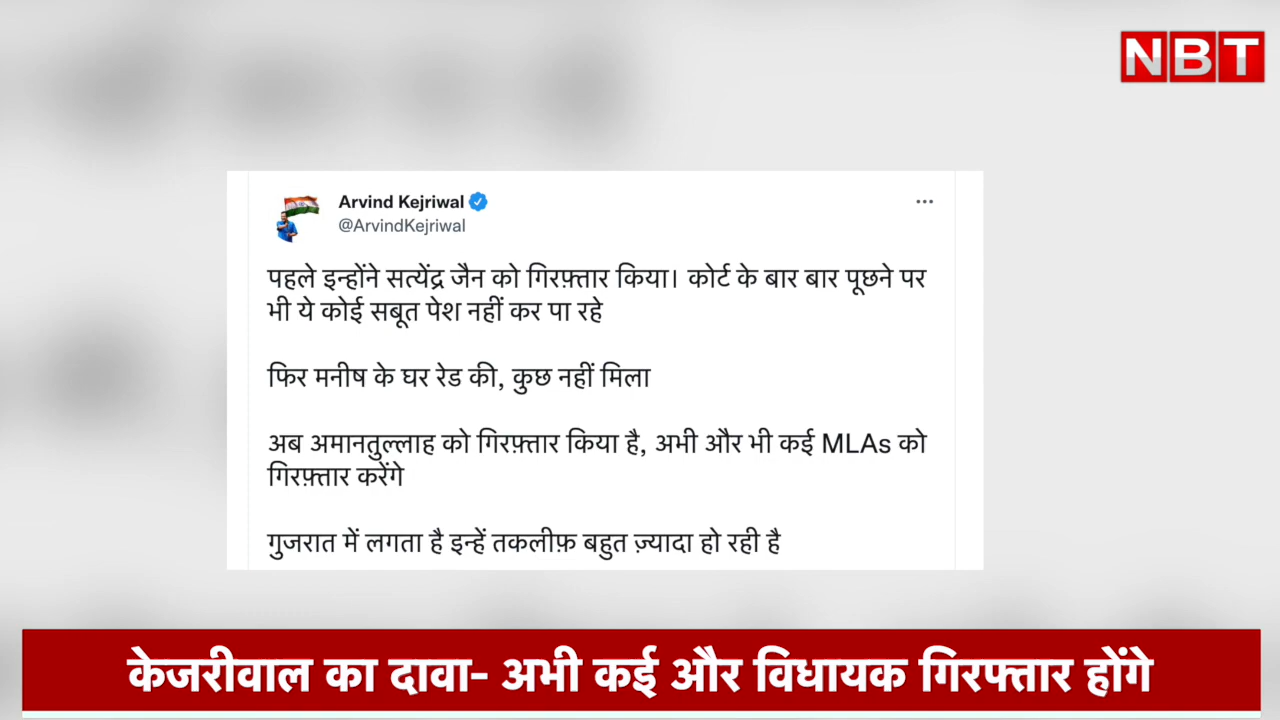 NBT
Arvind Kejriwal
@ArvindKejriwal
पहले इन्होंने सत्येंद्र जैन को गिरफ़्तार किया। कोर्ट के बार बार पूछने पर
भी ये कोई सबूत पेश नहीं कर पा रहे
फिर मनीष के घर रेड की, कुछ नहीं मिला
अब अमानतुल्लाह को गिरफ़्तार किया है, अभी और भी कई MLAs को
गिरफ़्तार करेंगे
गुजरात में लगता है इन्हें तकलीफ़ बहुत ज़्यादा हो रही है
केजरीवाल का दावा- अभी कई और विधायक गिरफ्तार होंगे